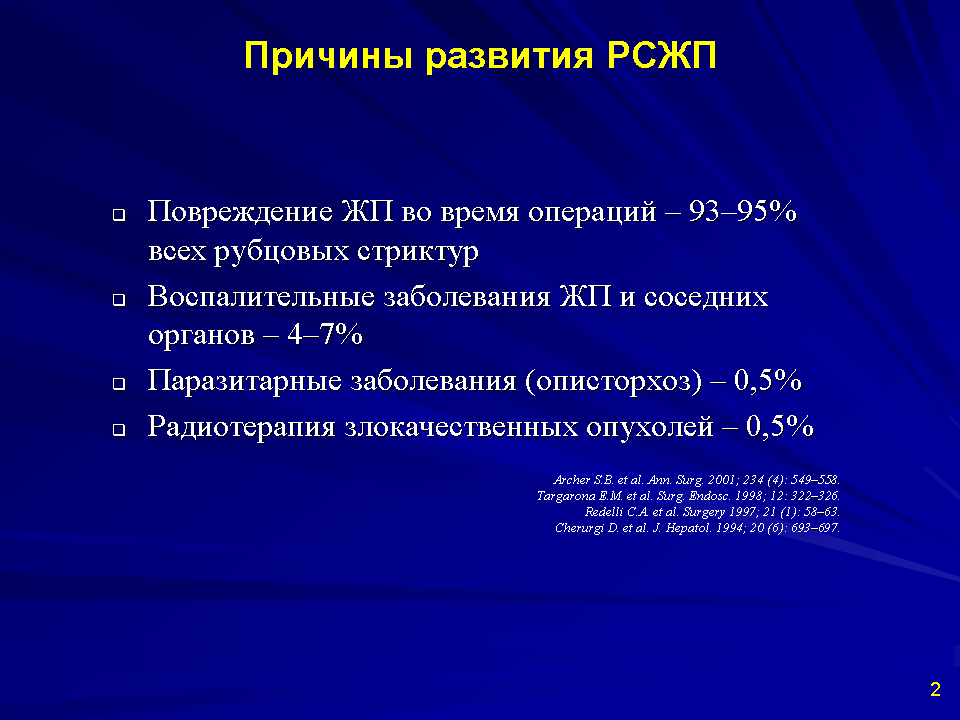 Причины развития РСЖП
Повреждение ЖП во время операций – 93–95%
всех рубцовых стриктур
Воспалительные заболевания ЖП и соседних
органов – 4–7%
Паразитарные заболевания (описторхоз) – 0,5%
Радиотерапия злокачественных опухолей – 0,5%
Archer S.B. et al. Ann. Surg. 2001; 234 (4): 549–558.
Targarona E.M. et al. Surg. Endosc. 1998; 12: 322–326.
Redelli C.A. et al. Surgery 1997; 21 (1): 58–63.
Cherurgi D. et al. J. Hepatol. 1994; 20 (6): 693–697.
2